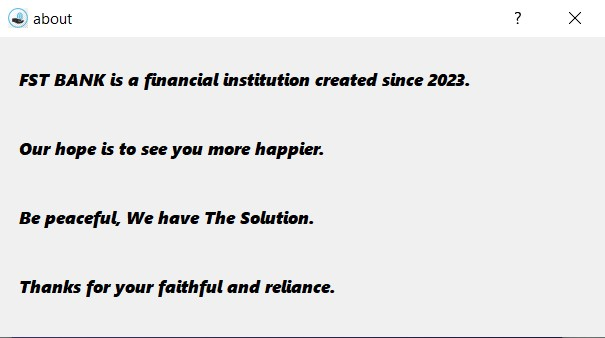 about
?
FST BANK is a financial institution created since 2023.
Our hope is to see you more happier.
Be peaceful, We have The Solution.
Thanks for your faithful and reliance.